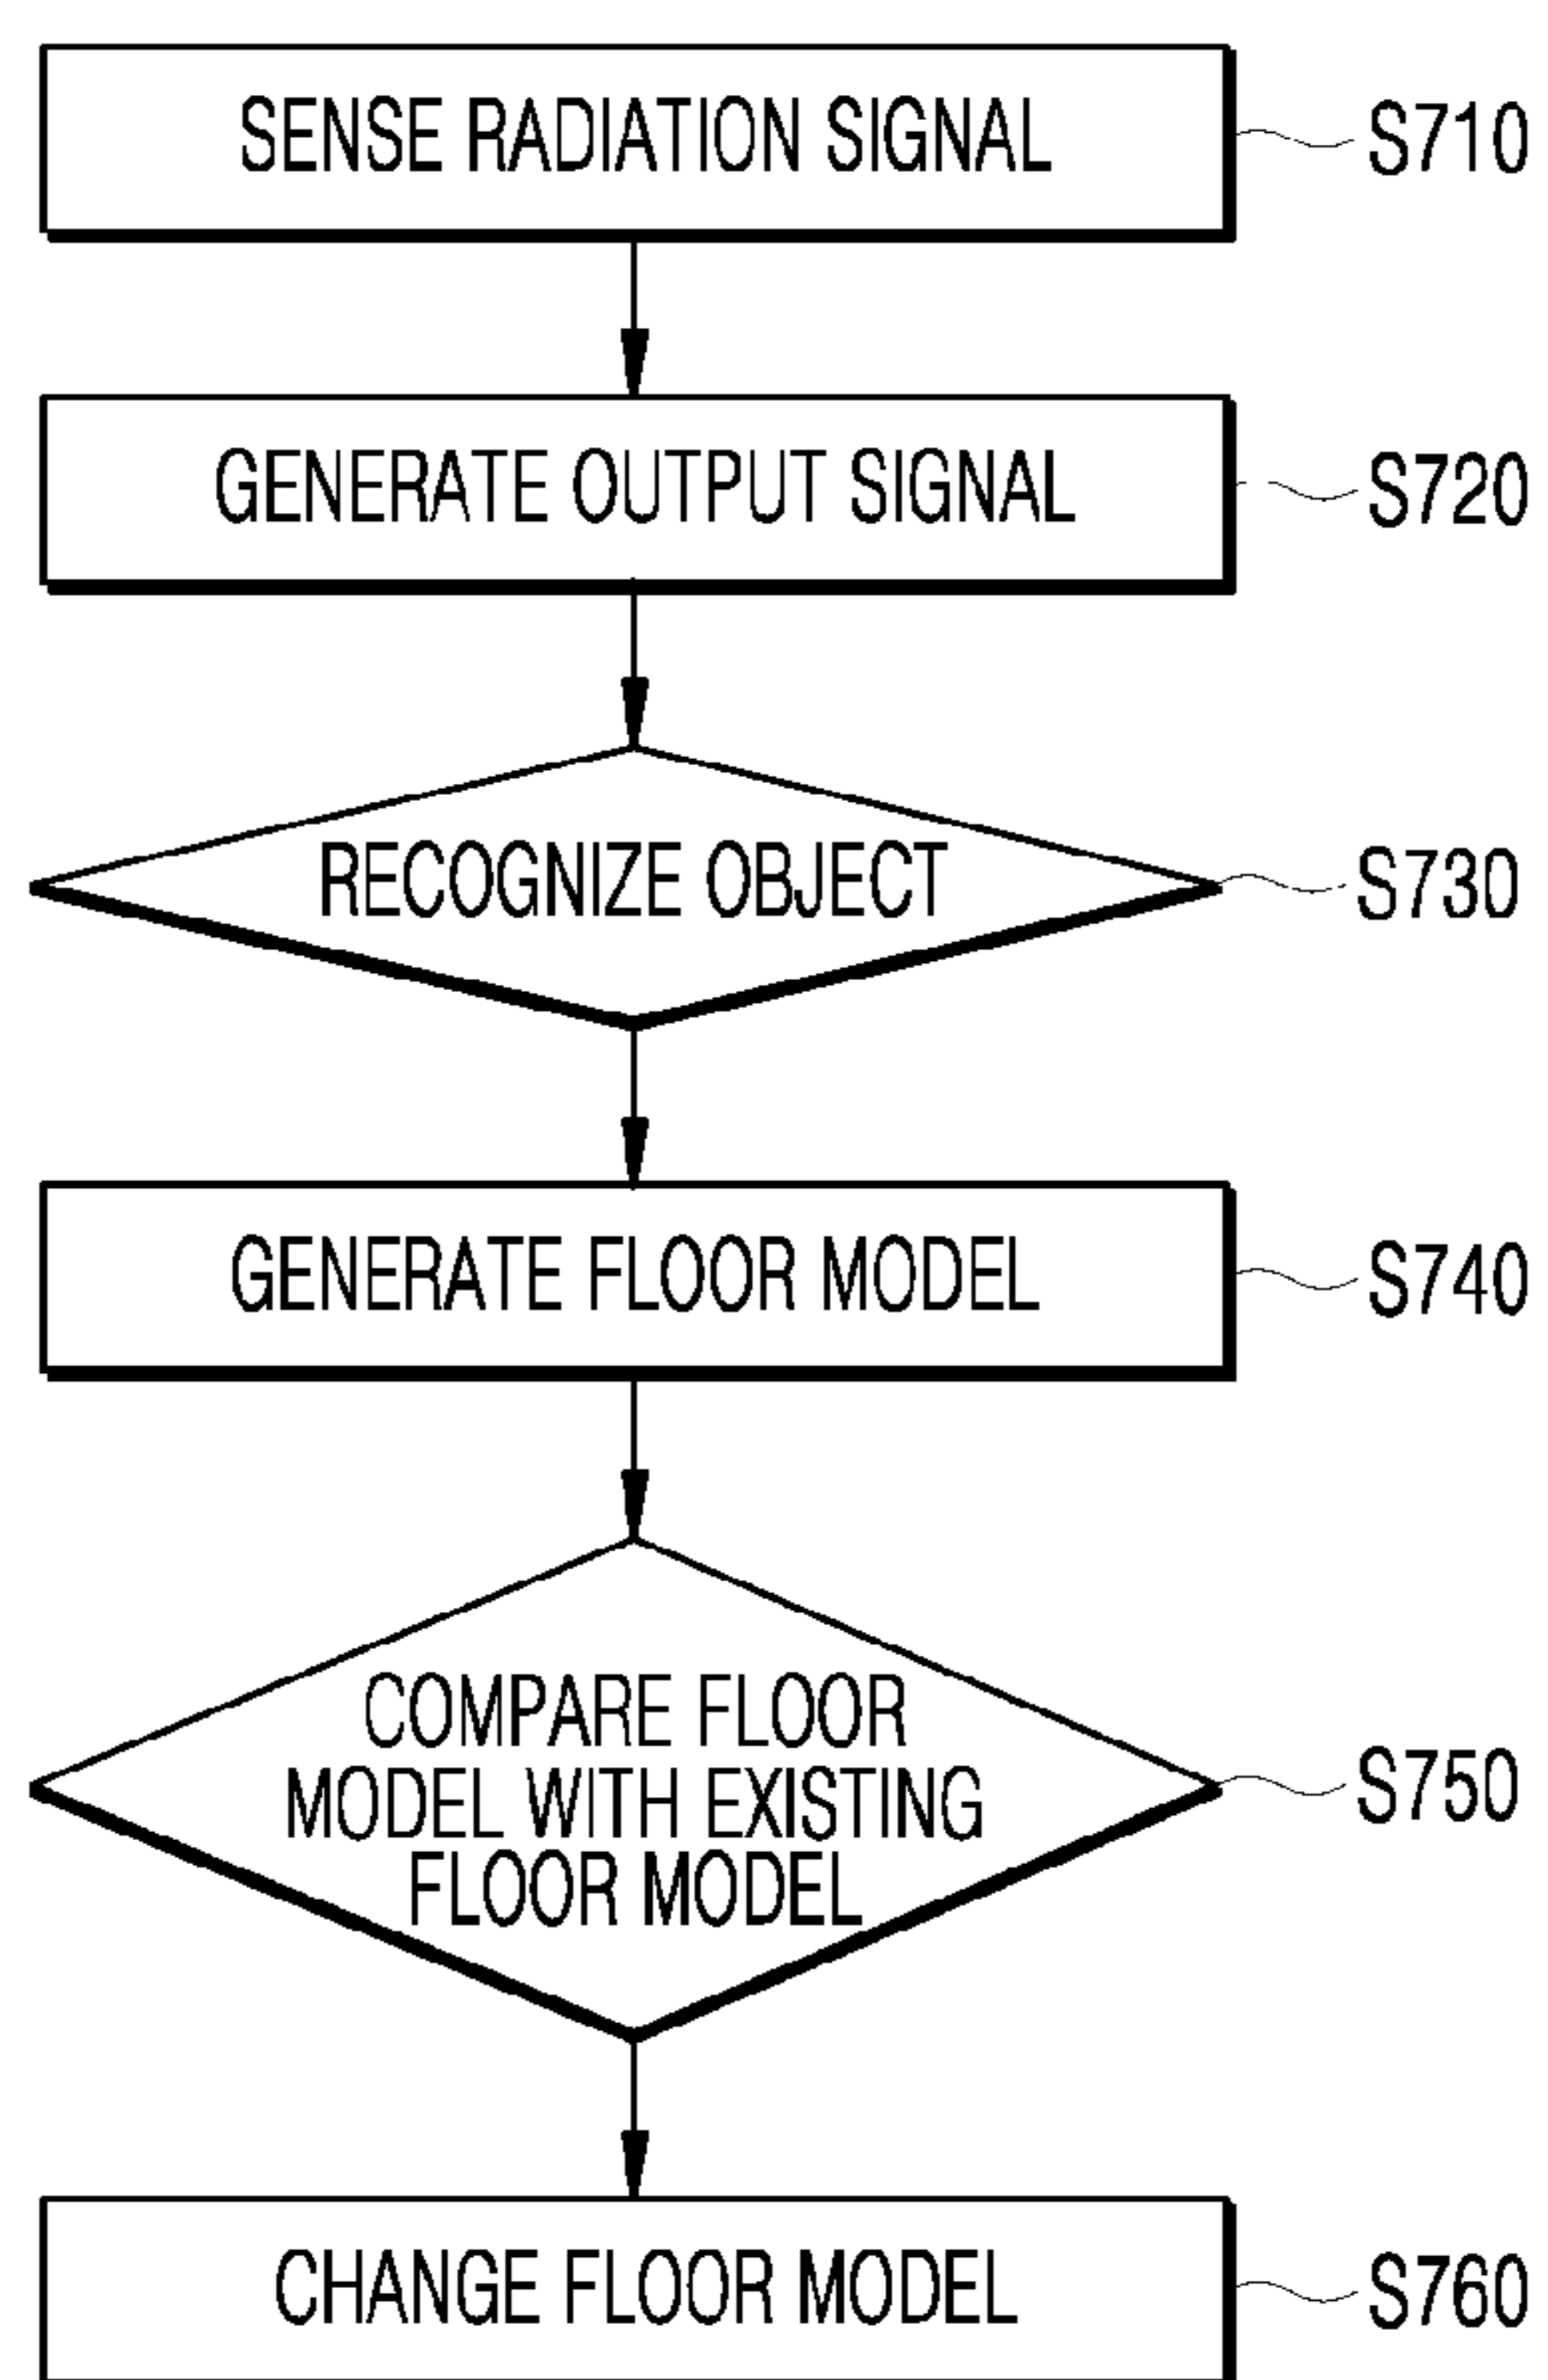 SENSE RADIATION SIGNAL
S710
GENERATE OUTPUT SIGNAL
S720
RECOGNIZE OBJECT
S730
GENERATE FLOOR MODEL
S740
COMPARE FLOOR
MODEL WITH EXISTING
FLOOR MODEL
S750
CHANGE FLOOR MODEL
S760